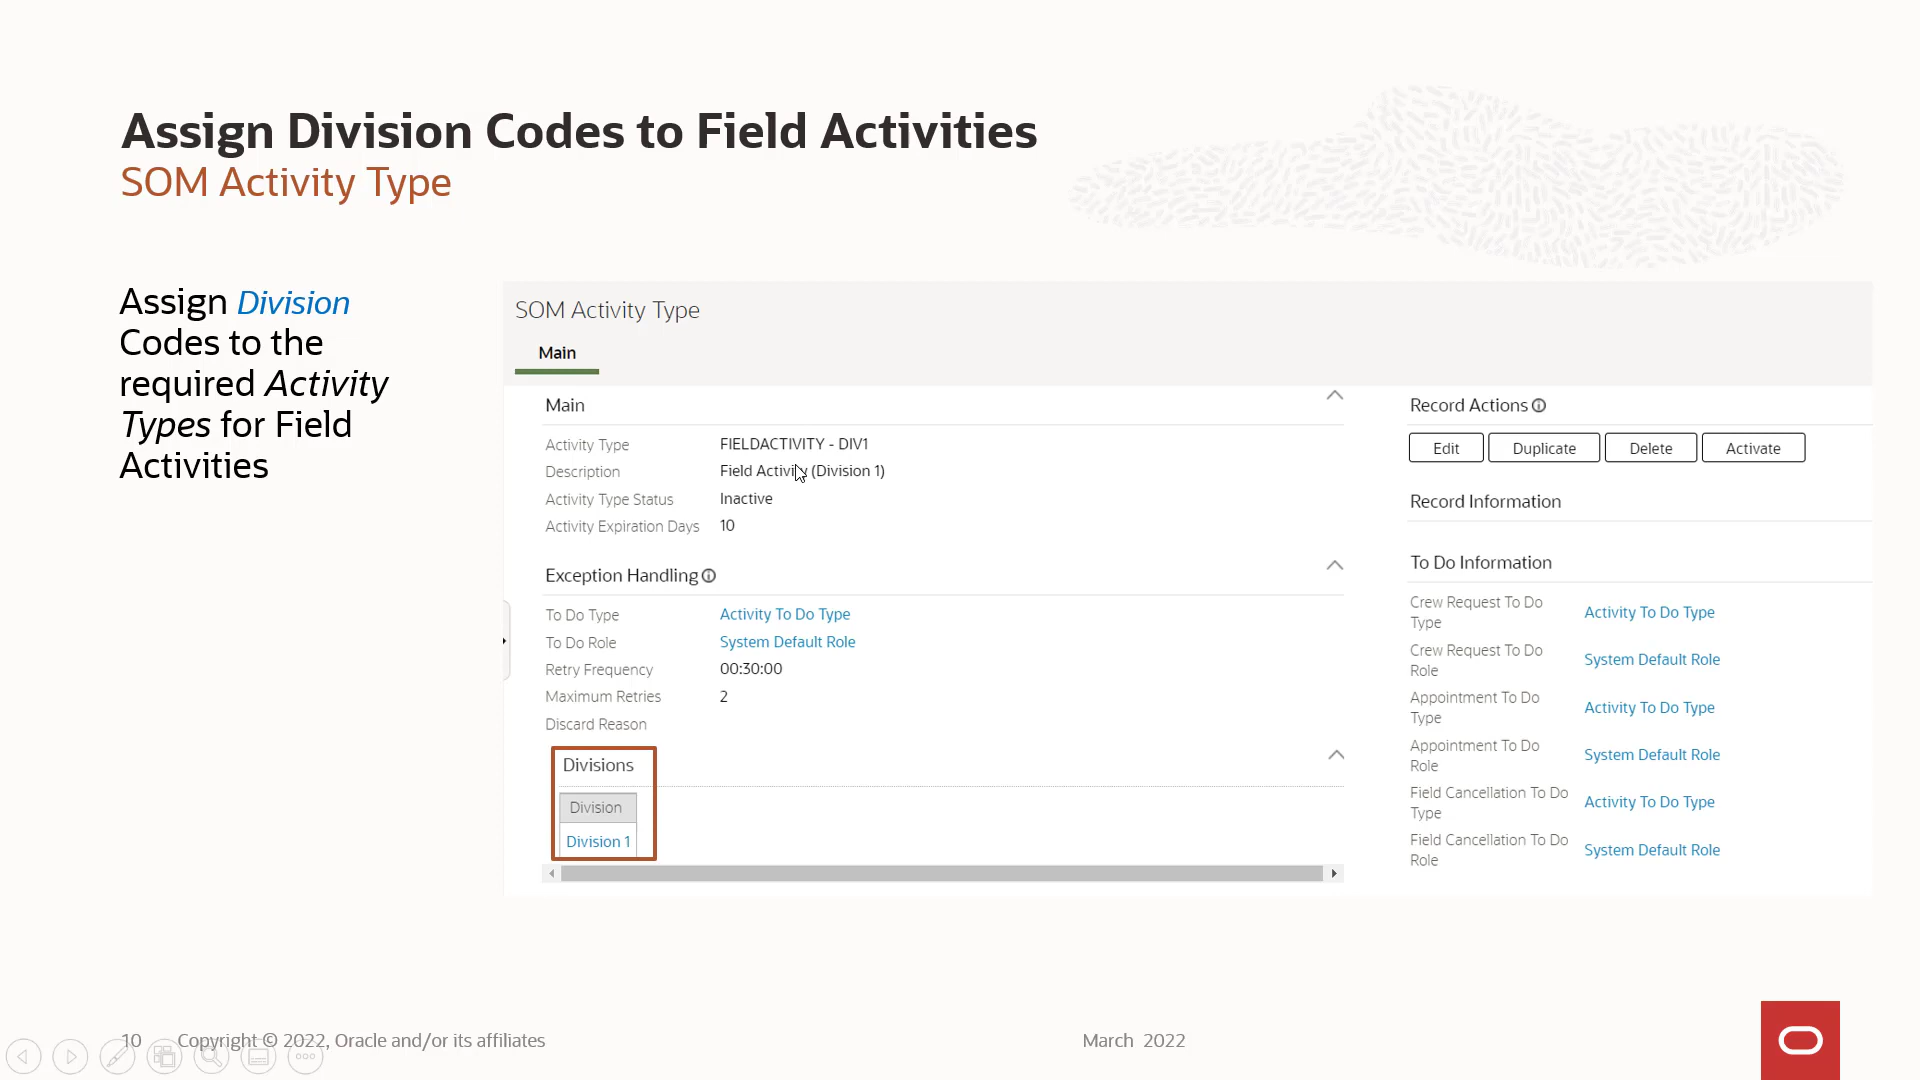 Assign Division Codes to Field Activities
SOM Activity Type
Assign Division
Codes to the
required Activity
Types for Field
Activities
SOM Activity Type
Main
Main
Activity Type FIELDACTIVITY - DIV1
Description Field Activity (Division 1)
Activity Type Status Inactive
Activity Expiration Days 10
Exception Handling
To Do Type Activity To Do Type
To Do Role System Default Role
Retry Frequency 00:30:00
Maximum Retries 2
Discard Reason
Divisions
Division
Division 1
Record Actions
Edit Duplicate Delete Activate
Record Information
To Do Information
Crew Request To Do
Type
Activity To Do Type
Crew Request To Do
Role
System Default Role
Appointment To Do
Type
Activity To Do Type
Appointment To Do
Role
System Default Role
Field Cancellation To Do
Type
Activity To Do Type
Field Cancellation To Do
Role
System Default Role
10 Copyright © 2022, Oracle and/or its affiliates March 2022